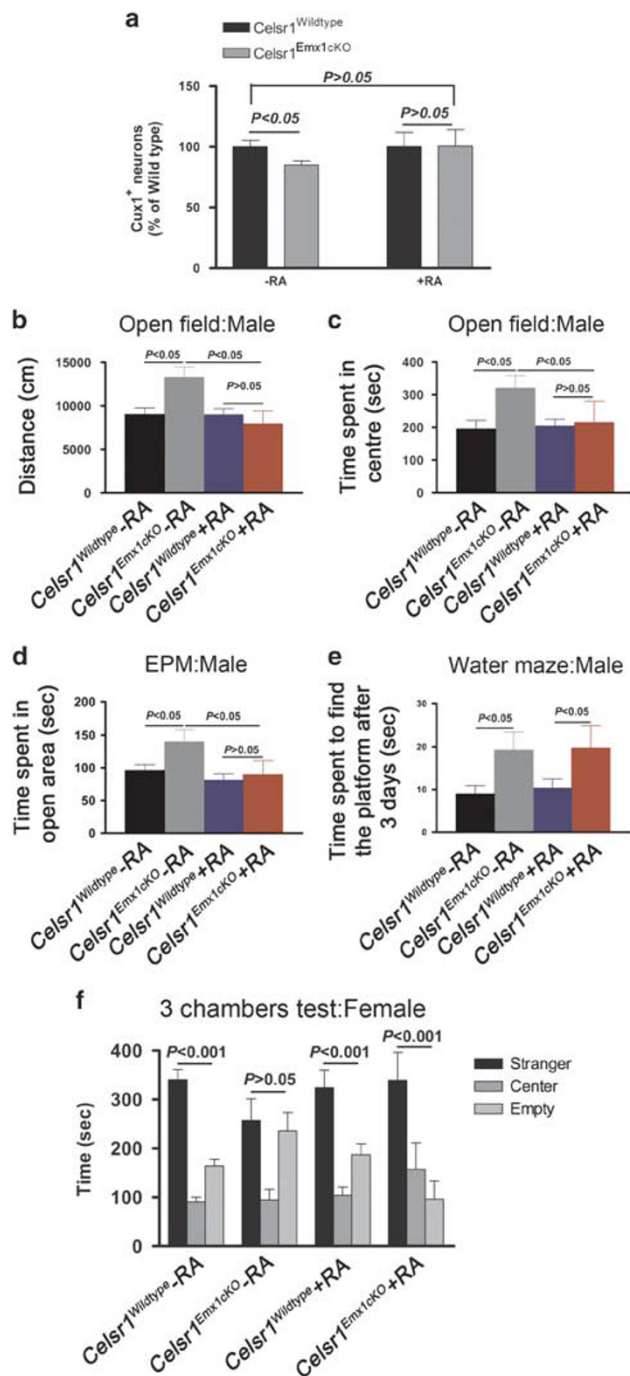 a
Celsr1Wildtype
Celsr1Emx1cKO
P>0.05
P<0.05
P>0.05
Cux1+ neurons
(% of Wild type)
150
100
50
0
-RA
+RA
b
Open field:Male
Distance (cm)
15000
10000
5000
0
P<0.05
P<0.05
P>0.05
Celsr1Wildtype-RA
Celsr1Emx1cKO-RA
Celsr1Wildtype+RA
Celsr1Emx1cKO+RA
c
Open field:Male
Time spent in
centre (sec)
400
300
200
100
0
P<0.05
P<0.05
P>0.05
Celsr1Wildtype-RA
Celsr1Emx1cKO-RA
Celsr1Wildtype+RA
Celsr1Emx1cKO+RA
d
EPM:Male
Time spent in
open area (sec)
200
150
100
50
0
P<0.05
P<0.05
P>0.05
Celsr1Wildtype-RA
Celsr1Emx1cKO-RA
Celsr1Wildtype+RA
Celsr1Emx1cKO+RA
e
Water maze:Male
Time spent to find
the platform after
3 days (sec)
30
20
10
0
P<0.05
P<0.05
Celsr1Wildtype-RA
Celsr1Emx1cKO-RA
Celsr1Wildtype+RA
Celsr1Emx1cKO+RA
f
3 chambers test:Female
Time (sec)
400
300
200
100
0
P<0.001
P>0.05
P<0.001
P<0.001
Stranger
Center
Empty
Celsr1Wildtype-RA
Celsr1Emx1cKO-RA
Celsr1Wildtype+RA
Celsr1Emx1cKO+RA